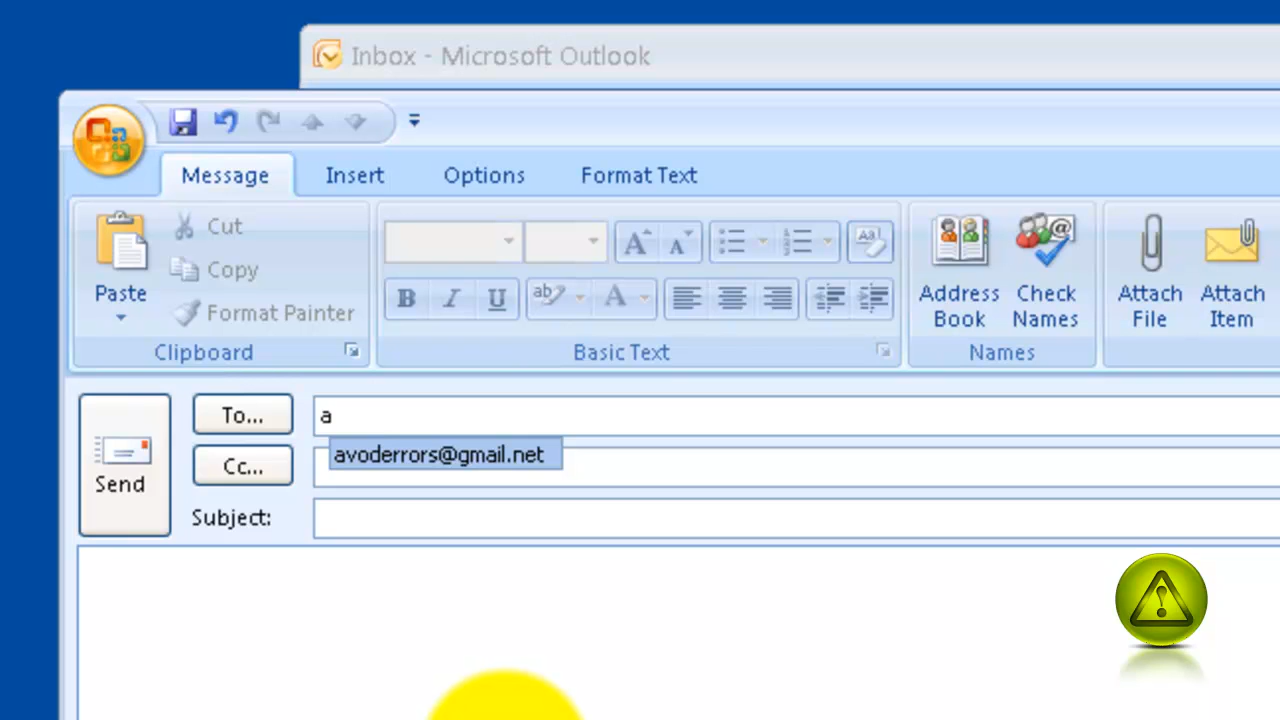 Inbox - Microsoft Outlook
Message Insert Options Format Text
Paste
Cut
Copy
Format Painter
Clipboard
B I U ab A
Basic Text
Address Book
Check Names
Names
Attach File
Attach Item
Send
To... a
avoderrors@gmail.net
Cc...
Subject: